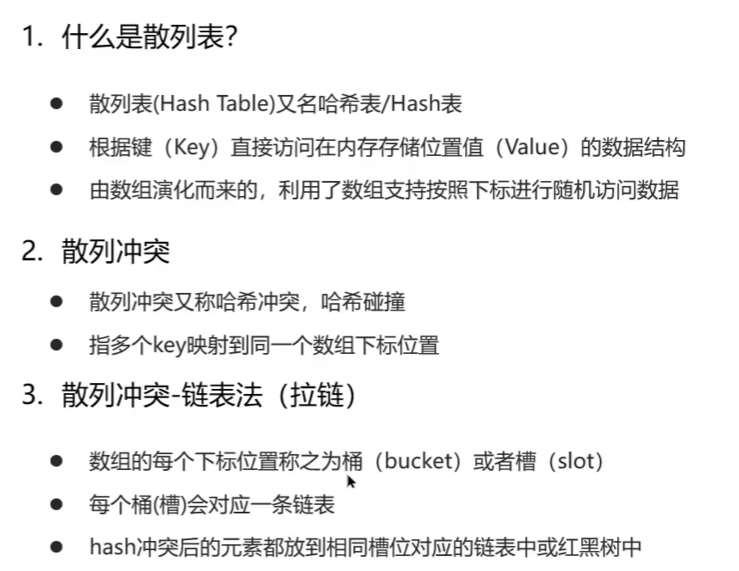 1. 什么是散列表？
● 散列表(Hash Table)又名哈希表/Hash表
● 根据键（Key）直接访问在内存存储位置值（Value）的数据结构
● 由数组演化而来的，利用了数组支持按照下标进行随机访问数据
2. 散列冲突
● 散列冲突又称哈希冲突，哈希碰撞
● 指多个key映射到同一个数组下标位置
3. 散列冲突-链表法（拉链）
● 数组的每个下标位置称之为桶（bucket）或者槽（slot）
● 每个桶(槽)会对应一条链表
● hash冲突后的元素都放到相同槽位对应的链表中或红黑树中